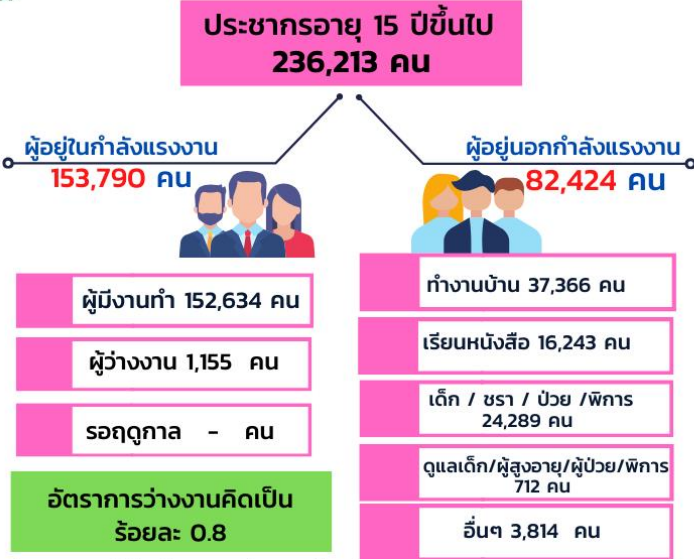 ประชากรอายุ 15 ปีขึ้นไป
236,213 คน
ผู้อยู่ในกำลังแรงงาน
153,790 คน
ผู้มีงานทำ 152,634 คน
ผู้ว่างงาน 1,155 คน
รอฤดูกาล - คน
อัตราการว่างงานคิดเป็น
ร้อยละ 0.8
ผู้อยู่นอกกำลังแรงงาน
82,424 คน
ทำงานบ้าน 37,366 คน
เรียนหนังสือ 16,243 คน
เด็ก / ชรา / ป่วย /พิการ
24,289 คน
ดูแลเด็ก/ผู้สูงอายุ/ผู้ป่วย/พิการ
712 คน
อื่นๆ 3,814 คน